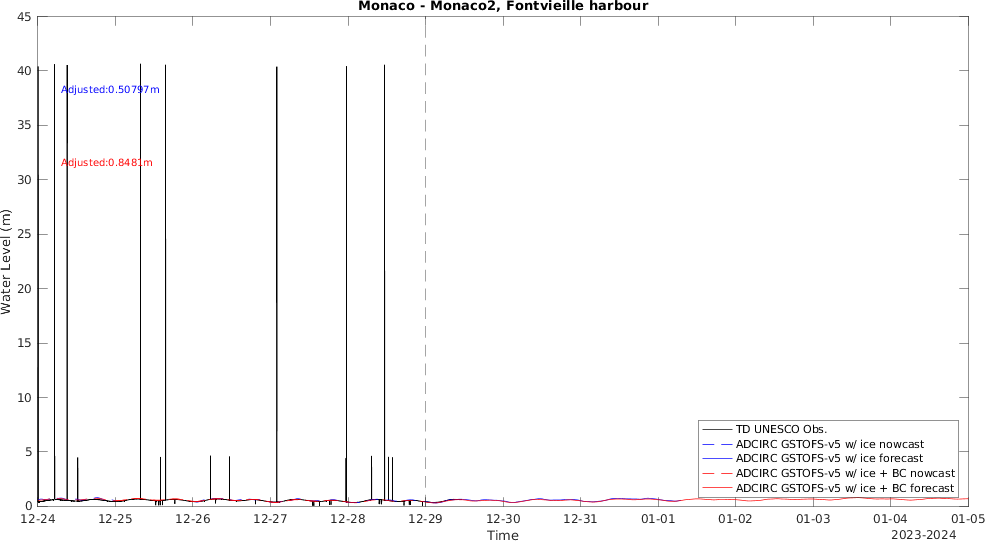 Monaco - Monaco2, Fontvieille harbour
45
40
35
30
25
20
15
10
5
0
Water Level (m)
Adjusted:0.50797m
Adjusted:0.8481m
TD UNESCO Obs.
ADCIRC GSTOFS-v5 w/ ice nowcast
ADCIRC GSTOFS-v5 w/ ice forecast
ADCIRC GSTOFS-v5 w/ ice + BC nowcast
ADCIRC GSTOFS-v5 w/ ice + BC forecast
12-24 12-25 12-26 12-27 12-28 12-29 12-30 12-31 01-01 01-02 01-03 01-04 01-05
Time
2023-2024